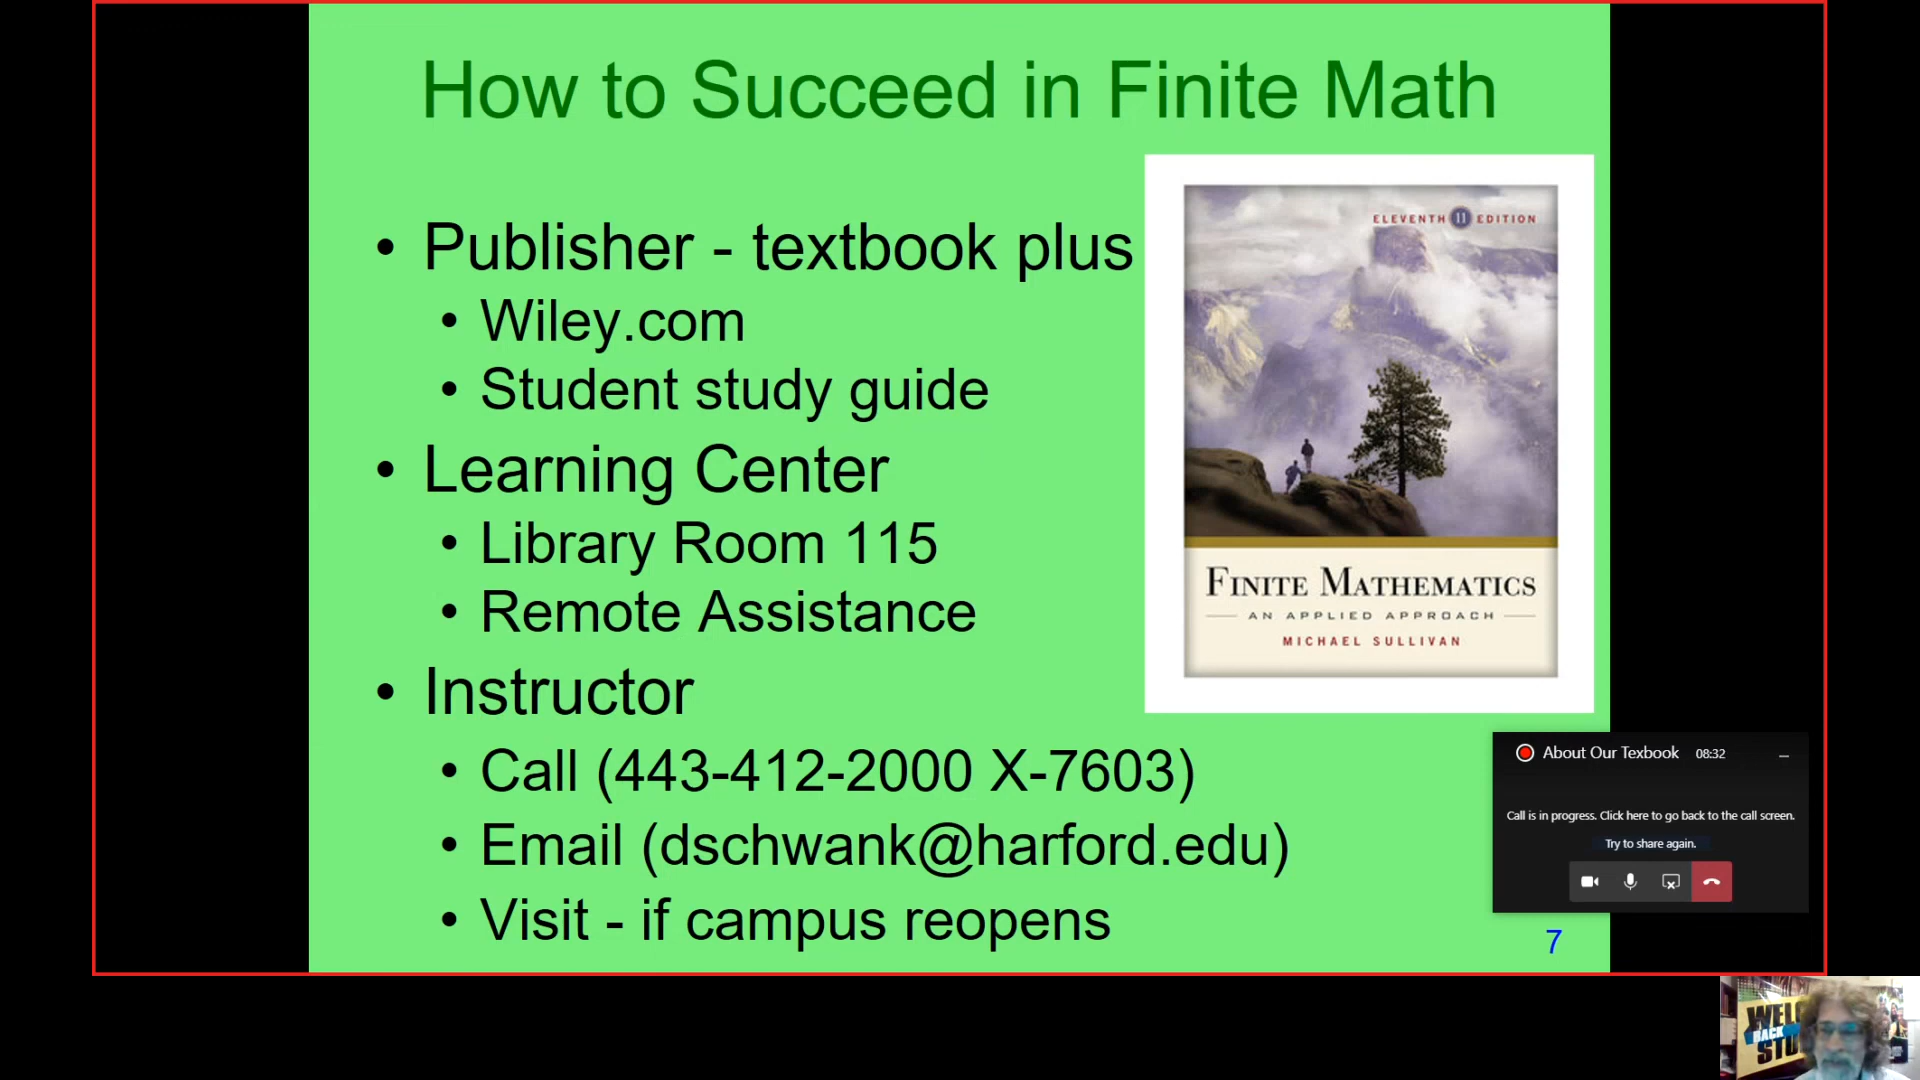 How to Succeed in Finite Math
• Publisher - textbook plus
• Wiley.com
• Student study guide
• Learning Center
• Library Room 115
• Remote Assistance
• Instructor
• Call (443-412-2000 X-7603)
• Email (dschwank@harford.edu)
• Visit - if campus reopens
ELEVENTH 11 EDITION
FINITE MATHEMATICS
AN APPLIED APPROACH
MICHAEL SULLIVAN
About Our Texbook 08:32
Call is in progress. Click here to go back to the call screen.
Try to share again.
7
BACK